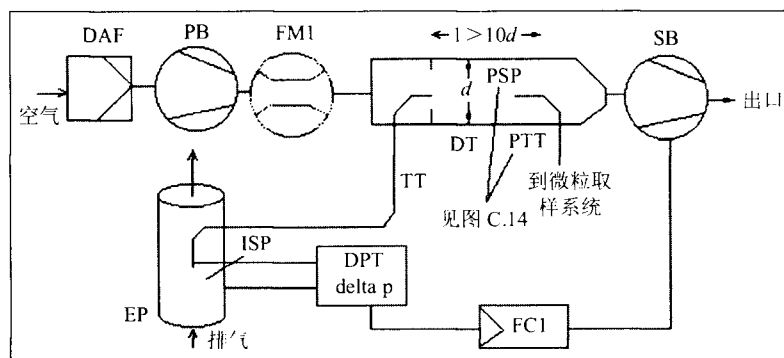 DAF
PB
FM1
l>10d
SB
空气
d
PSP
DT
PTT
出口
TT
到微粒取
样系统
见图 C.14
ISP
DPT
delta p
EP
排气
FC1